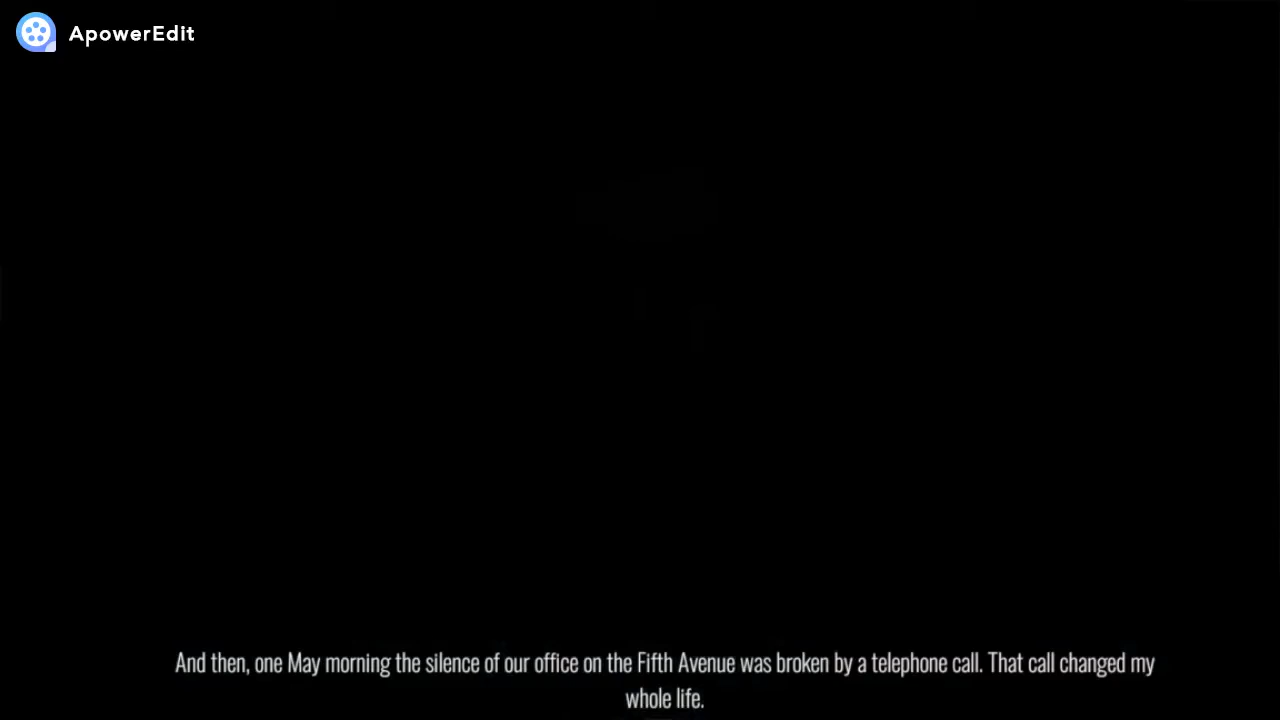 ApowerEdit
And then, one May morning the silence of our office on the Fifth Avenue was broken by a telephone call. That call changed my
whole life.